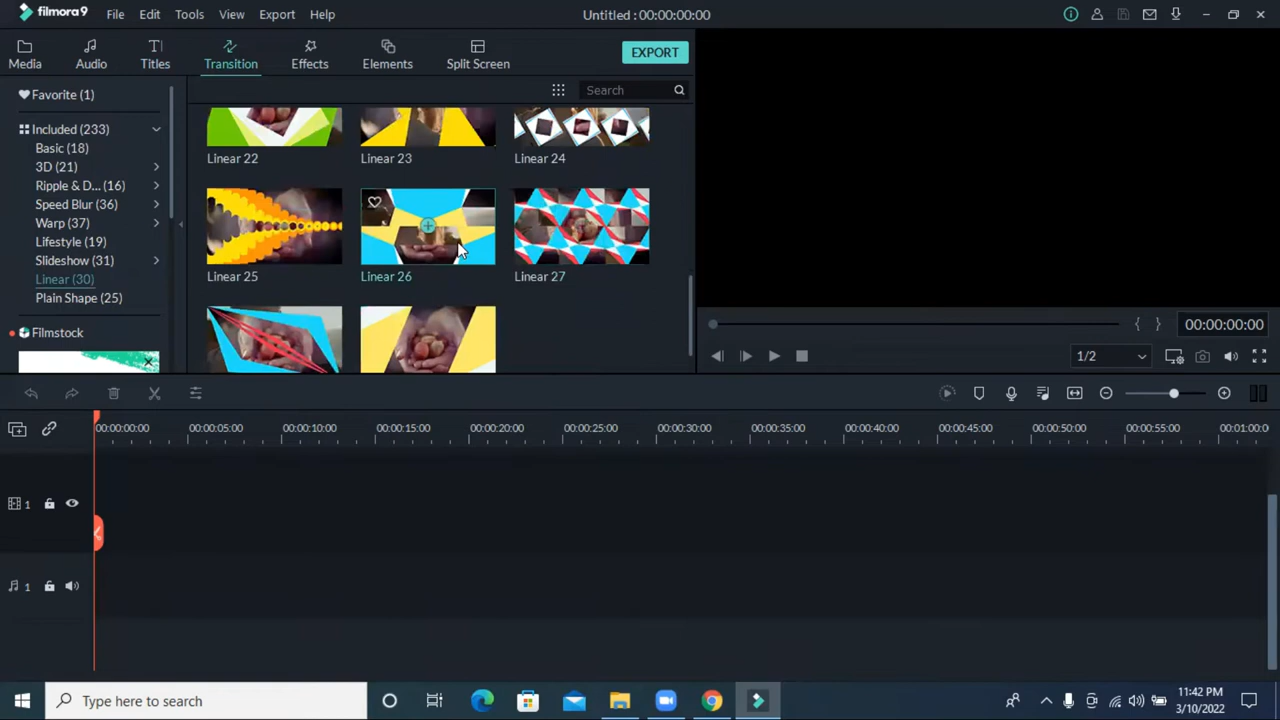 filmora9 File Edit Tools View Export Help Untitled : 00:00:00:00
Media Audio Titles Transition Effects Elements Split Screen EXPORT
Favorite (1)
Search
Included (233)
Basic (18)
3D (21)
Ripple & D... (16)
Speed Blur (36)
Warp (37)
Lifestyle (19)
Slideshow (31)
Linear (30)
Plain Shape (25)
Filmstock
Linear 22 Linear 23 Linear 24
Linear 25 Linear 26 Linear 27
{ } 00:00:00:00
1/2
00:00:00:00 00:00:05:00 00:00:10:00 00:00:15:00 00:00:20:00 00:00:25:00 00:00:30:00 00:00:35:00 00:00:40:00 00:00:45:00 00:00:50:00 00:00:55:00 00:01:00:0
1
1
Type here to search
11:42 PM
3/10/2022